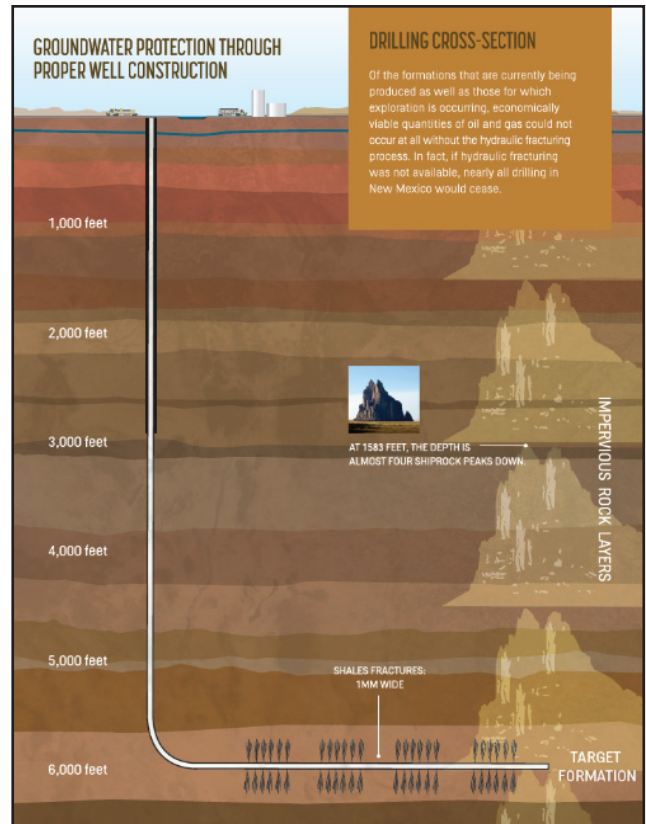 GROUNDWATER PROTECTION THROUGH
PROPER WELL CONSTRUCTION
DRILLING CROSS-SECTION
Of the formations that are currently being
produced as well as those for which
exploration is occurring, economically
viable quantities of oil and gas could not
occur at all without the hydraulic fracturing
process. In fact, if hydraulic fracturing
was not available, nearly all drilling in
New Mexico would cease.
1,000 feet
2,000 feet
3,000 feet
AT 1583 FEET, THE DEPTH IS
ALMOST FOUR SHIPROCK PEAKS DOWN.
IMPERVIOUS ROCK LAYERS
4,000 feet
5,000 feet
SHALES FRACTURES:
1MM WIDE
6,000 feet
TARGET
FORMATION